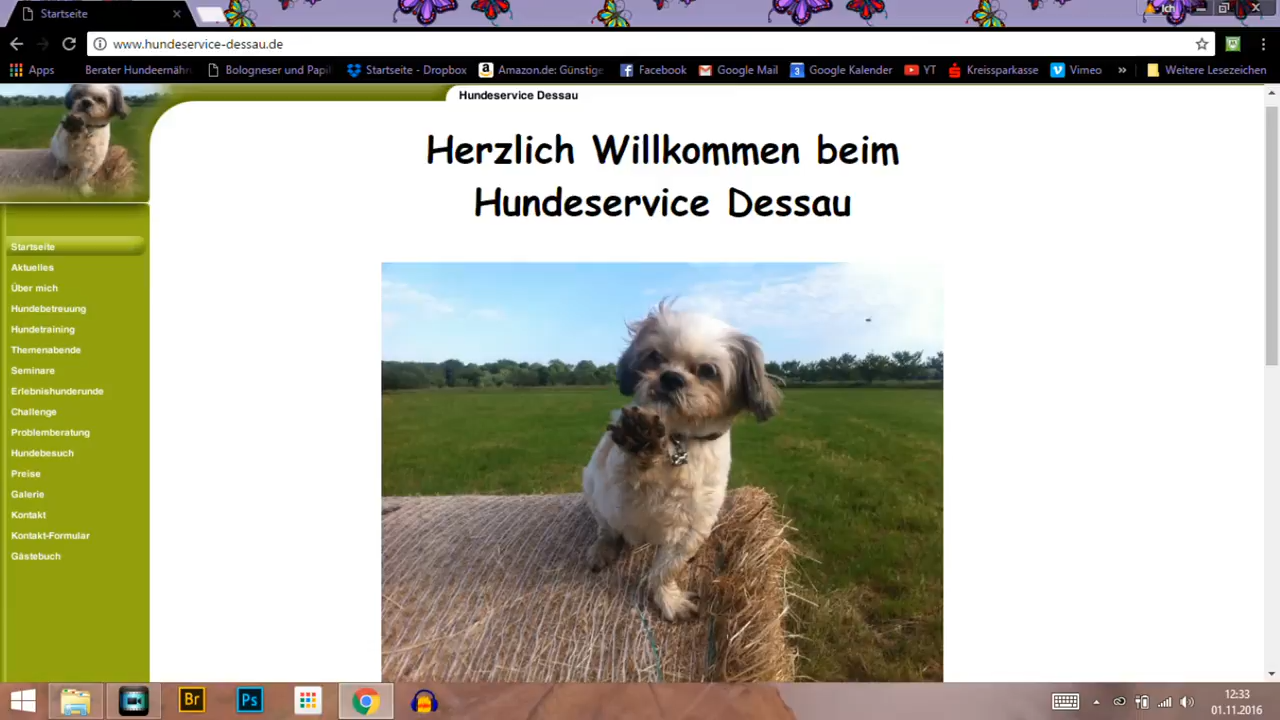 Startseite
Ich
www.hundeservice-dessau.de
Apps
Berater Hundeernähr
Bologneser und Papi
Startseite - Dropbox
Amazon.de: Günstige
Facebook
Google Mail
3
Google Kalender
YT
Kreissparkasse
Vimeo
»
Weitere Lesezeichen
Hundeservice Dessau
Herzlich Willkommen beim
Hundeservice Dessau
Startseite
Aktuelles
Über mich
Hundebetreuung
Hundetraining
Themenabende
Seminare
Erlebnishunderunde
Challenge
Problemberatung
Hundebesuch
Preise
Galerie
Kontakt
Kontakt-Formular
Gästebuch
Br
Ps
12:33
01.11.2016